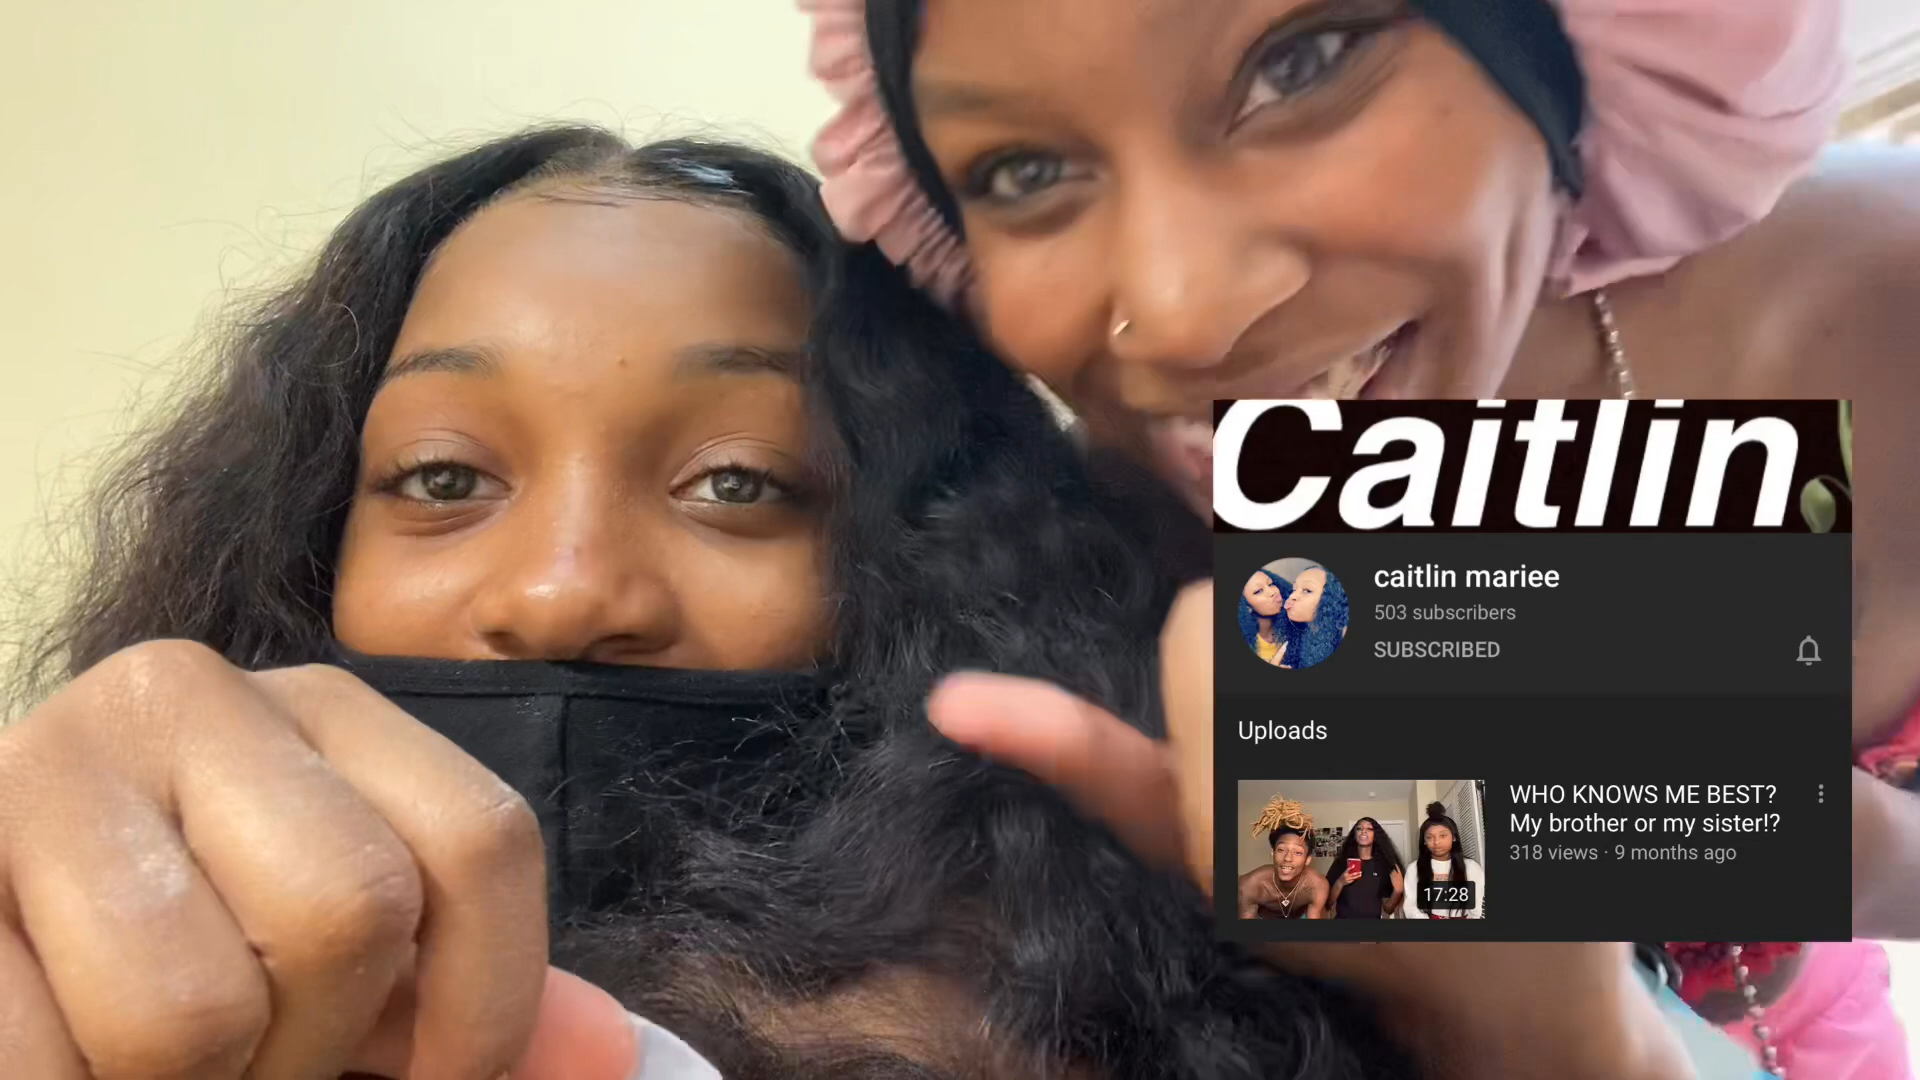 Caitlin
caitlin mariee
503 subscribers
SUBSCRIBED
Uploads
WHO KNOWS ME BEST?
My brother or my sister!?
318 views · 9 months ago
17:28